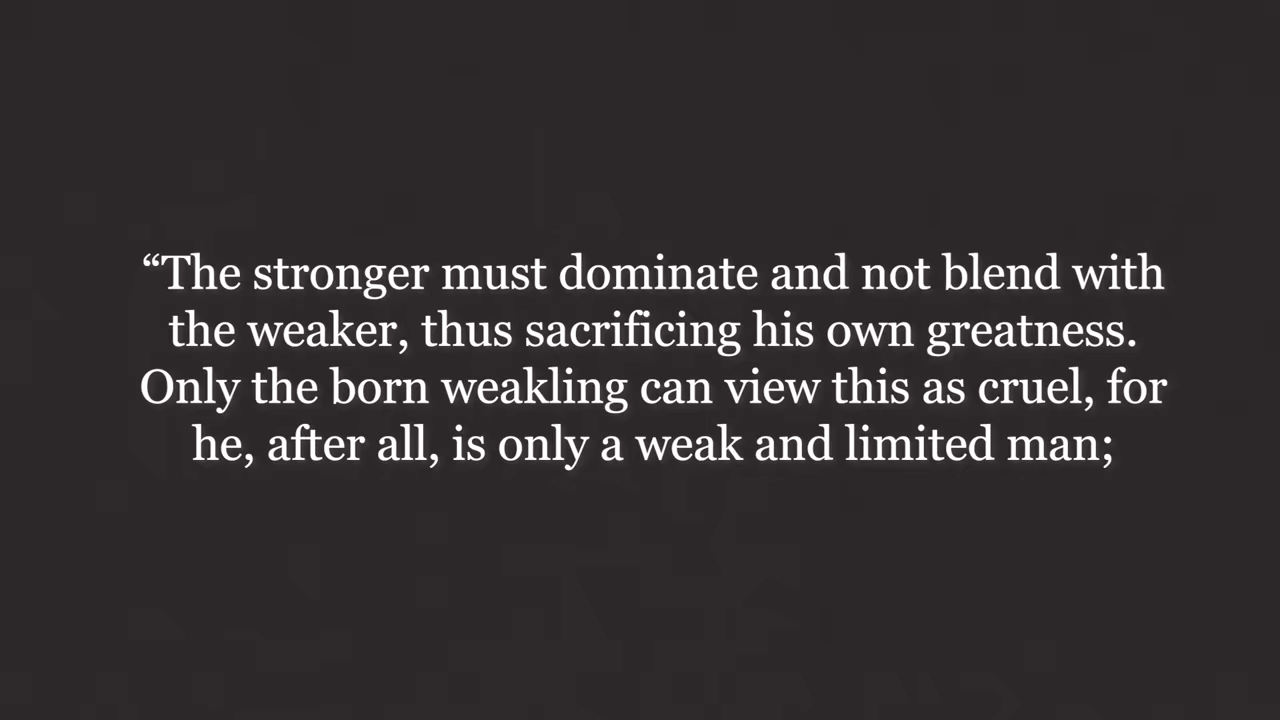 “The stronger must dominate and not blend with
the weaker, thus sacrificing his own greatness.
Only the born weakling can view this as cruel, for
he, after all, is only a weak and limited man;